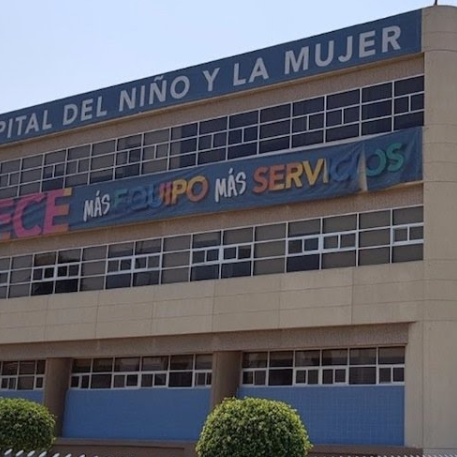 PITAL DEL NIÑO Y LA MUJER
ECE MÁS EQUIPO MÁS SERVICIOS